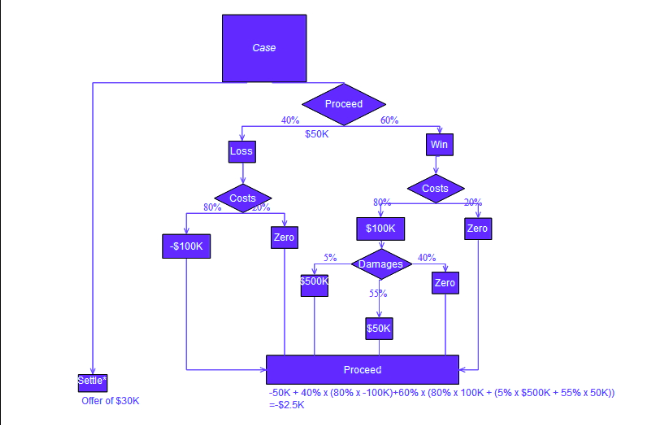 Case
Proceed
40%
60%
$50K
Loss
Win
Costs
Costs
80%
20%
80%
20%
-$100K
Zero
$100K
Zero
5%
Damages
40%
$500K
Zero
55%
$50K
Proceed
Settle*
Offer of $30K
-50K + 40% x (80% x -100K)+60% x (80% x 100K + (5% x $500K + 55% x 50K))
=-$2.5K